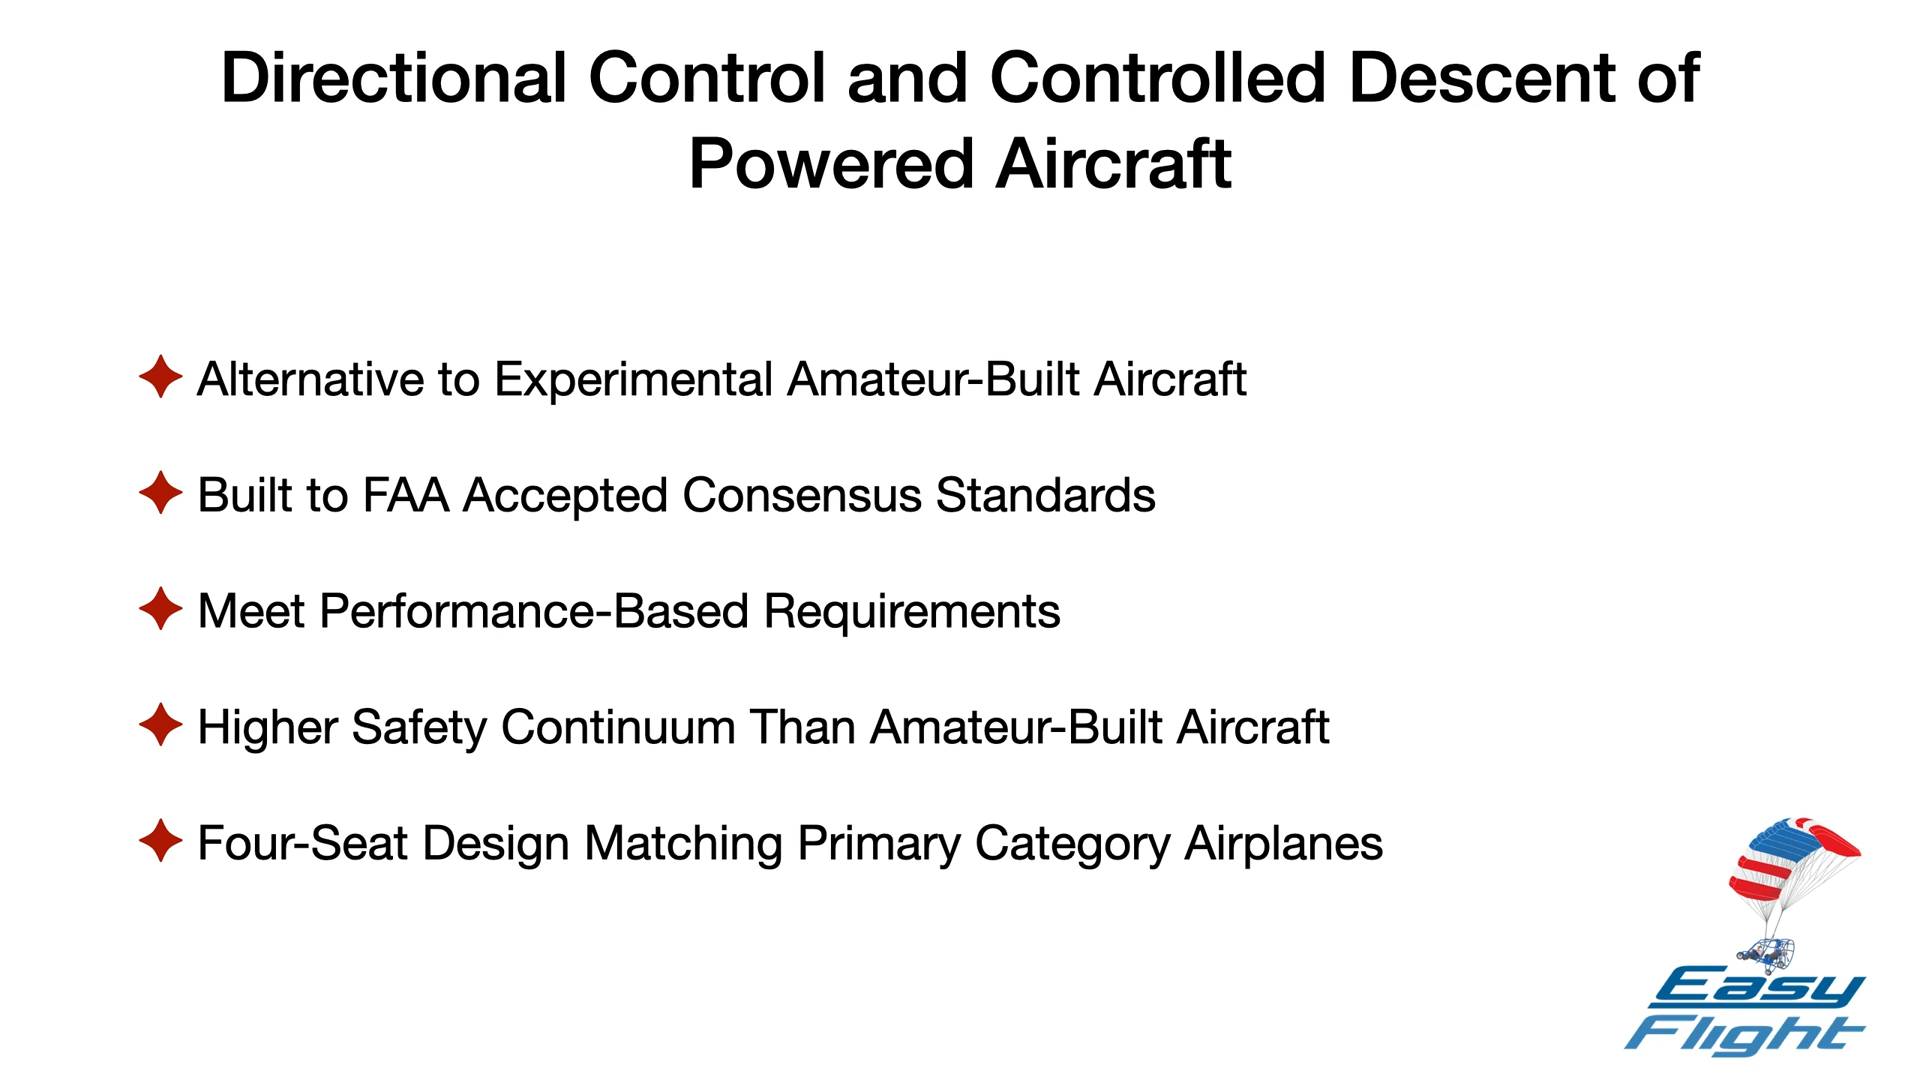 Directional Control and Controlled Descent of
Powered Aircraft
Alternative to Experimental Amateur-Built Aircraft
Built to FAA Accepted Consensus Standards
Meet Performance-Based Requirements
Higher Safety Continuum Than Amateur-Built Aircraft
Four-Seat Design Matching Primary Category Airplanes
Easy
Flight